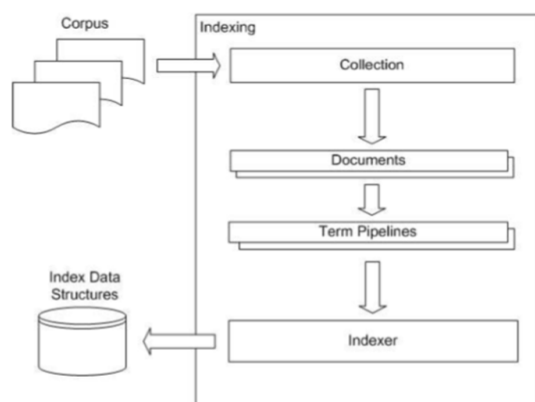 Corpus
Indexing
Collection
Documents
Term Pipelines
Index Data
Structures
Indexer